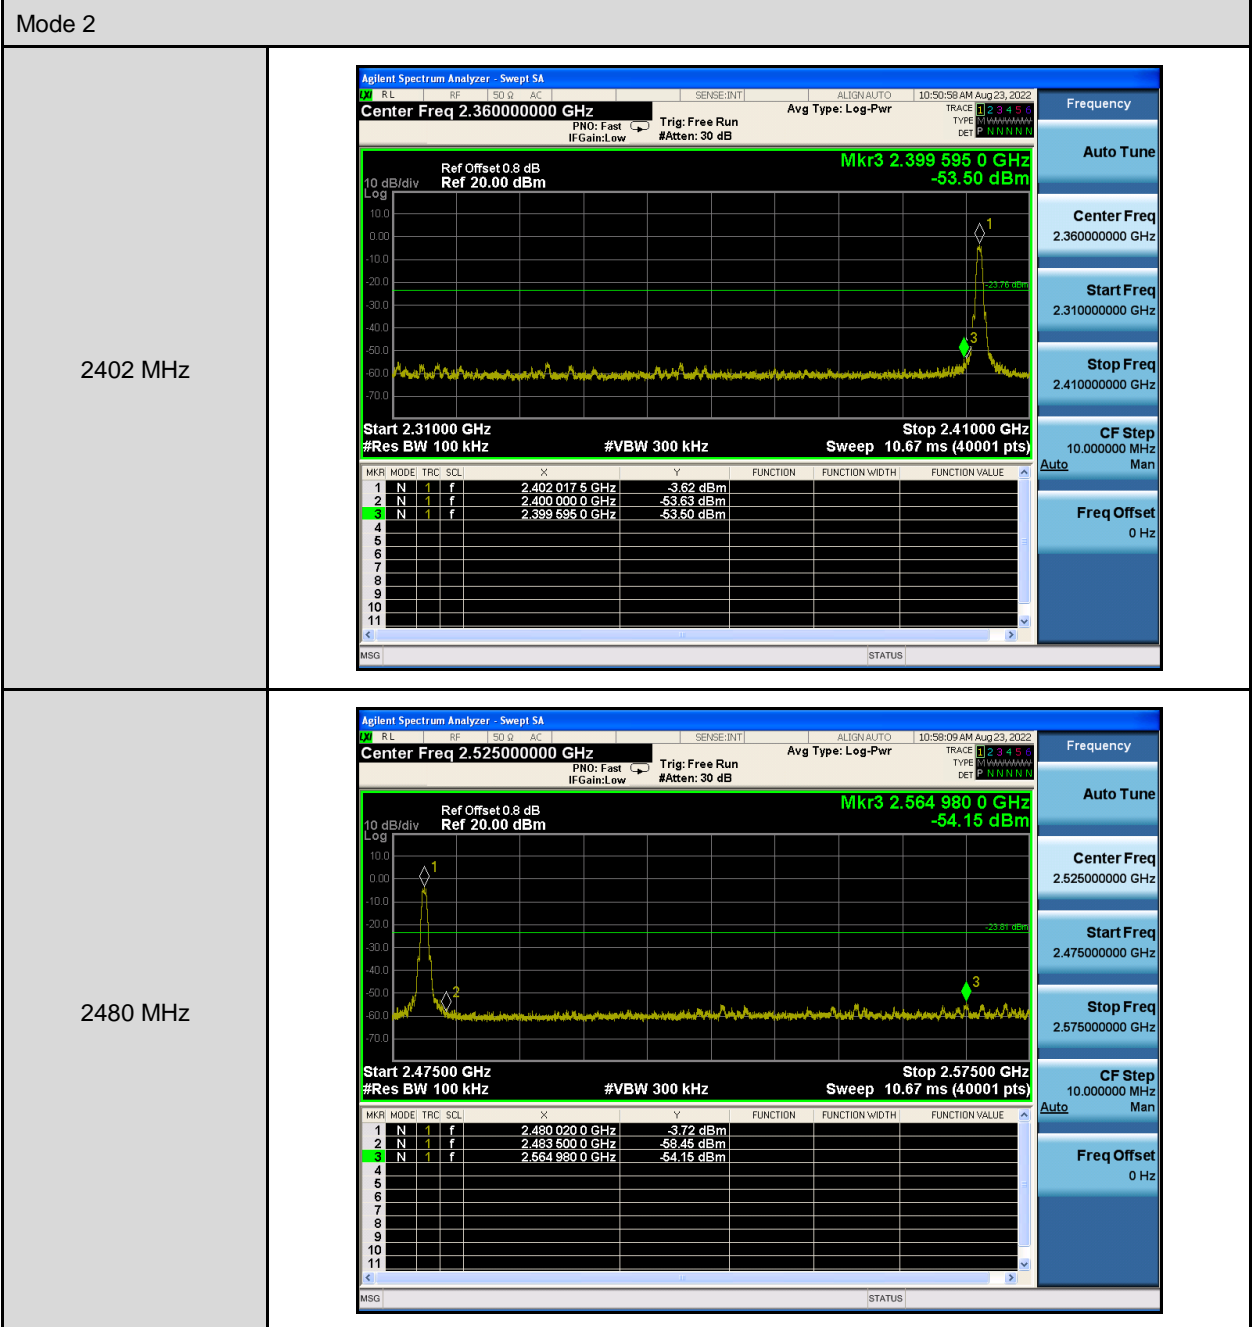 Mode 2
2402 MHz
Agilent Spectrum Analyzer - Swept SA
LXI RL RF 50 Ω AC SENSE:INT ALIGN AUTO 10:50:58 AM Aug 23, 2022
Center Freq 2.360000000 GHz
PNO: Fast
IFGain:Low
Trig: Free Run
#Atten: 30 dB
Avg Type: Log-Pwr
TRACE 1 2 3 4 5 6
TYPE M WWWWW
DET P N N N N N
Mkr3 2.399 595 0 GHz
-53.50 dBm
Ref Offset 0.8 dB
10 dB/div Ref 20.00 dBm
Log
10.0
0.00
-10.0
-20.0
-30.0
-40.0
-50.0
-60.0
-70.0
1
-23.76 dBm
3
Start 2.31000 GHz Stop 2.41000 GHz
#Res BW 100 kHz #VBW 300 kHz Sweep 10.67 ms (40001 pts)
MKR MODE TRC SCL X Y FUNCTION FUNCTION WIDTH FUNCTION VALUE
1 N 1 f 2.402 017 5 GHz -3.62 dBm
2 N 1 f 2.400 000 0 GHz -53.63 dBm
3 N 1 f 2.399 595 0 GHz -53.50 dBm
4
5
6
7
8
9
10
11
MSG STATUS
Frequency
Auto Tune
Center Freq
2.360000000 GHz
Start Freq
2.310000000 GHz
Stop Freq
2.410000000 GHz
CF Step
10.000000 MHz
Auto Man
Freq Offset
0 Hz
2480 MHz
Agilent Spectrum Analyzer - Swept SA
LXI RL RF 50 Ω AC SENSE:INT ALIGN AUTO 10:58:09 AM Aug 23, 2022
Center Freq 2.525000000 GHz
PNO: Fast
IFGain:Low
Trig: Free Run
#Atten: 30 dB
Avg Type: Log-Pwr
TRACE 1 2 3 4 5 6
TYPE M WWWWW
DET P N N N N N
Mkr3 2.564 980 0 GHz
-54.15 dBm
Ref Offset 0.8 dB
10 dB/div Ref 20.00 dBm
Log
10.0
0.00
-10.0
-20.0
-30.0
-40.0
-50.0
-60.0
-70.0
1
-23.81 dBm
2
3
Start 2.47500 GHz Stop 2.57500 GHz
#Res BW 100 kHz #VBW 300 kHz Sweep 10.67 ms (40001 pts)
MKR MODE TRC SCL X Y FUNCTION FUNCTION WIDTH FUNCTION VALUE
1 N 1 f 2.480 020 0 GHz -3.72 dBm
2 N 1 f 2.483 500 0 GHz -58.45 dBm
3 N 1 f 2.564 980 0 GHz -54.15 dBm
4
5
6
7
8
9
10
11
MSG STATUS
Frequency
Auto Tune
Center Freq
2.525000000 GHz
Start Freq
2.475000000 GHz
Stop Freq
2.575000000 GHz
CF Step
10.000000 MHz
Auto Man
Freq Offset
0 Hz